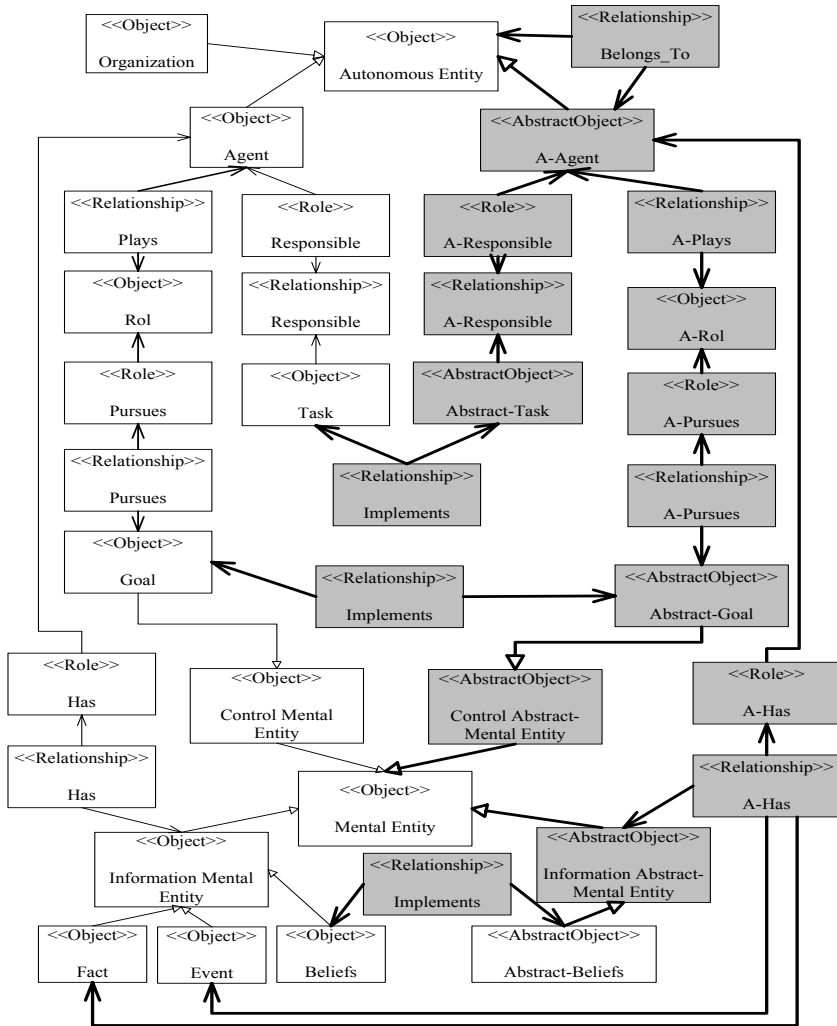 <<Object>>
Organization
<<Object>>
Autonomous Entity
<<Relationship>>
Belongs_To
<<Object>>
Agent
<<AbstractObject>>
A-Agent
<<Relationship>>
Plays
<<Role>>
Responsible
<<Role>>
A-Responsible
<<Relationship>>
A-Plays
<<Object>>
Rol
<<Relationship>>
Responsible
<<Relationship>>
A-Responsible
<<Object>>
A-Rol
<<Role>>
Pursues
<<Object>>
Task
<<AbstractObject>>
Abstract-Task
<<Role>>
A-Pursues
<<Relationship>>
Pursues
<<Relationship>>
Implements
<<Relationship>>
A-Pursues
<<Object>>
Goal
<<Relationship>>
Implements
<<AbstractObject>>
Abstract-Goal
<<Role>>
Has
<<Object>>
Control Mental
Entity
<<AbstractObject>>
Control Abstract-
Mental Entity
<<Role>>
A-Has
<<Relationship>>
Has
<<Object>>
Mental Entity
<<Relationship>>
A-Has
<<Object>>
Information Mental
Entity
<<Relationship>>
Implements
<<AbstractObject>>
Information Abstract-
Mental Entity
<<Object>>
Fact
<<Object>>
Event
<<Object>>
Beliefs
<<AbstractObject>>
Abstract-Beliefs